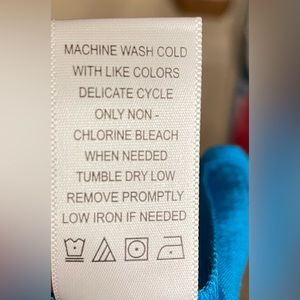 MACHINE WASH COLD
WITH LIKE COLORS
DELICATE CYCLE
ONLY NON -
CHLORINE BLEACH
WHEN NEEDED
TUMBLE DRY LOW
REMOVE PROMPTLY
LOW IRON IF NEEDED